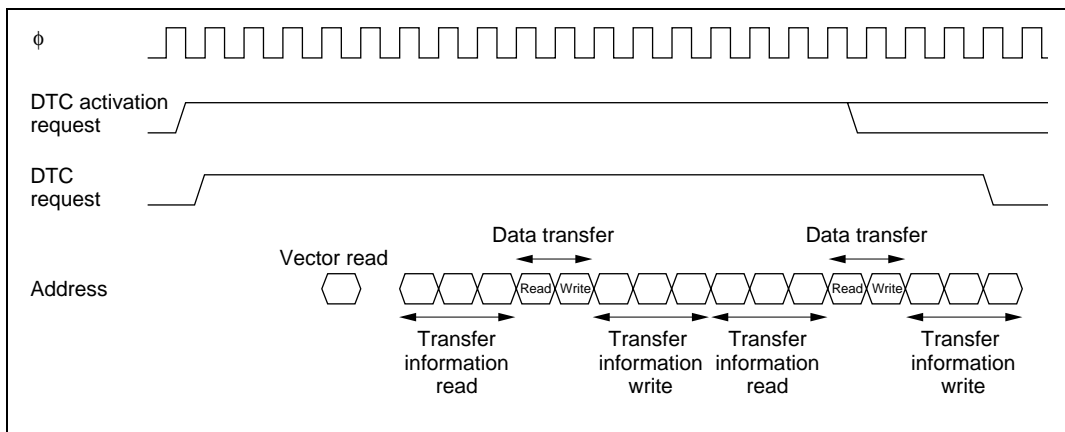 ϕ
DTC activation
request
DTC
request
Data transfer
Data transfer
Vector read
Address
Read
Write
Read
Write
Transfer
information
read
Transfer
information
write
Transfer
information
read
Transfer
information
write